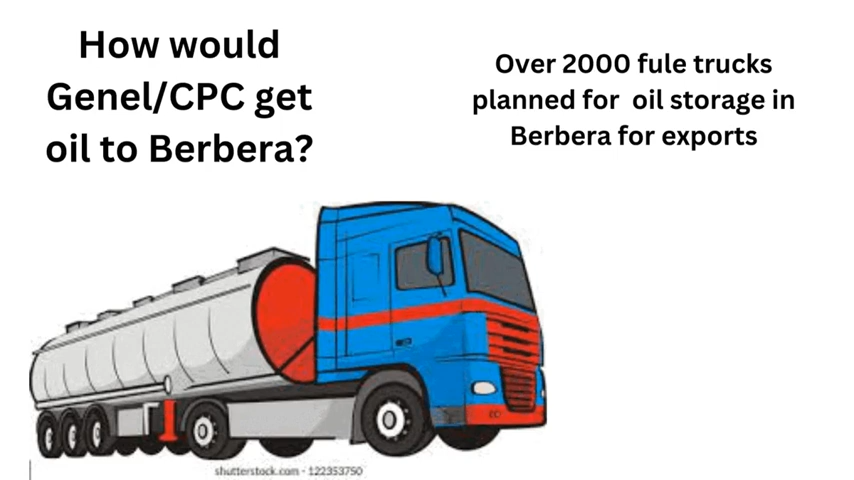 How would
Genel/CPC get
oil to Berbera?
Over 2000 fule trucks
planned for oil storage in
Berbera for exports
shutterstock.com · 122353750